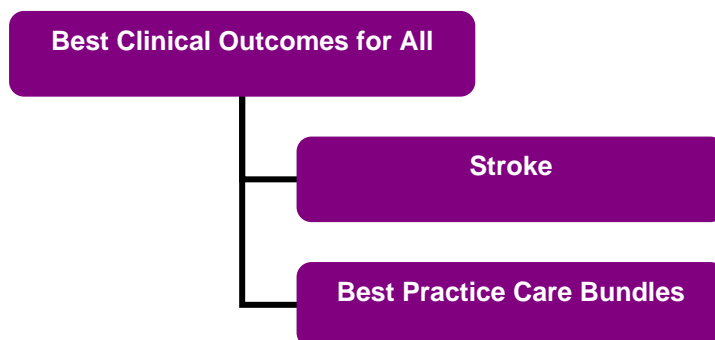 Best Clinical Outcomes for All
Stroke
Best Practice Care Bundles